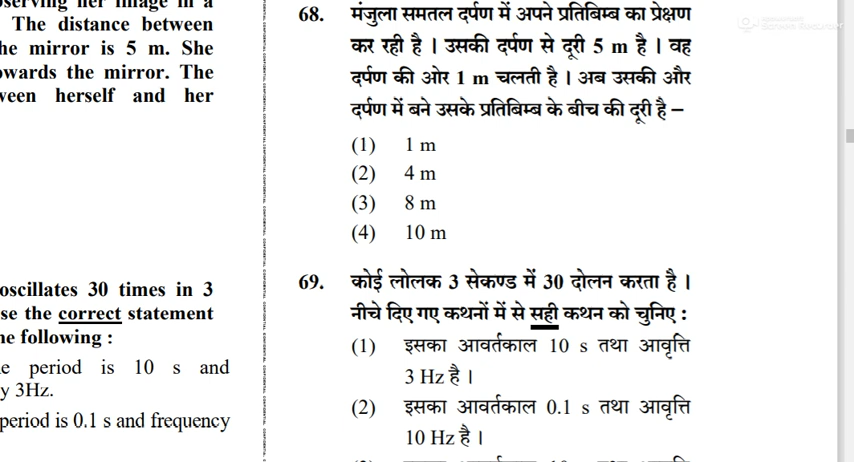 The distance between
the mirror is 5 m. She
towards the mirror. The
herself and her
oscillates 30 times in 3
the correct statement
following :
period is 10 s and
y 3Hz.
period is 0.1 s and frequency
68. मंजुला समतल दर्पण में अपने प्रतिबिम्ब का प्रेक्षण
कर रही है । उसकी दर्पण से दूरी 5 m है । वह
दर्पण की ओर 1 m चलती है । अब उसकी और
दर्पण में बने उसके प्रतिबिम्ब के बीच की दूरी है –
(1) 1 m
(2) 4 m
(3) 8 m
(4) 10 m
69. कोई लोलक 3 सेकण्ड में 30 दोलन करता है ।
नीचे दिए गए कथनों में से सही कथन को चुनिए :
(1) इसका आवर्तकाल 10 s तथा आवृत्ति
3 Hz है ।
(2) इसका आवर्तकाल 0.1 s तथा आवृत्ति
10 Hz है ।